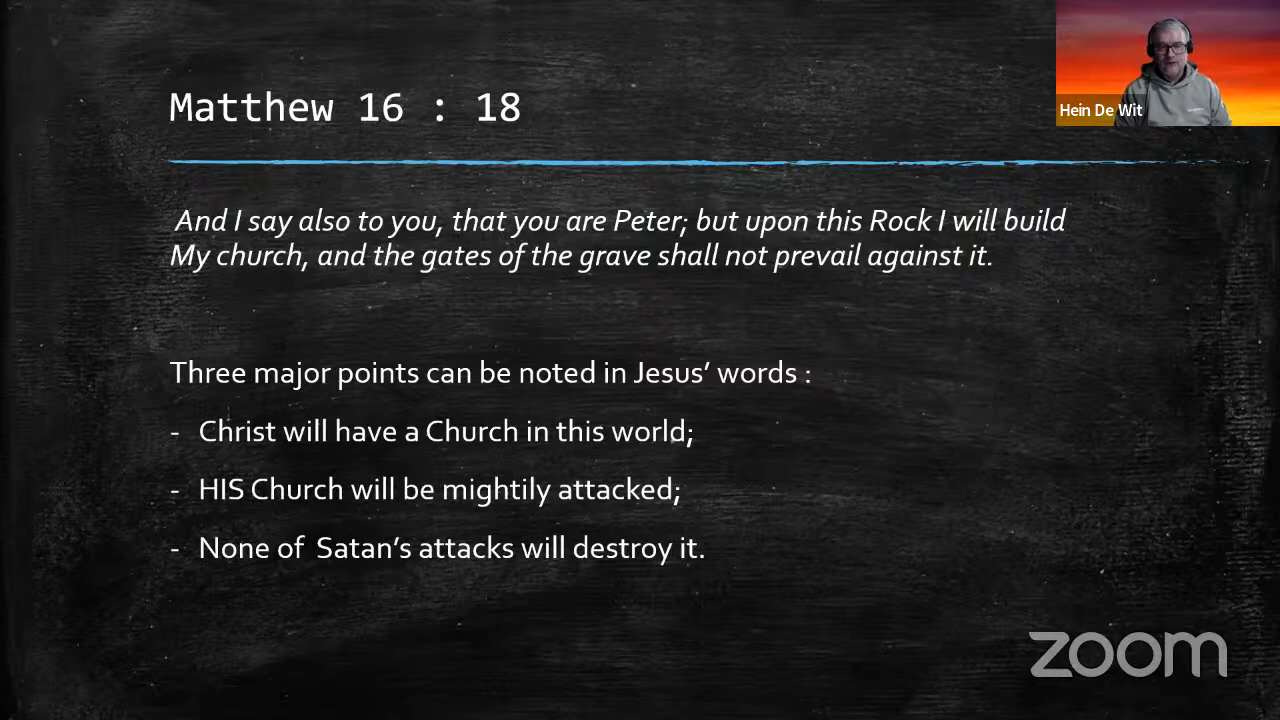 Matthew 16 : 18
Hein De Wit
And I say also to you, that you are Peter; but upon this Rock I will build
My church, and the gates of the grave shall not prevail against it.
Three major points can be noted in Jesus’ words :
- Christ will have a Church in this world;
- HIS Church will be mightily attacked;
- None of  Satan’s attacks will destroy it.
zoom